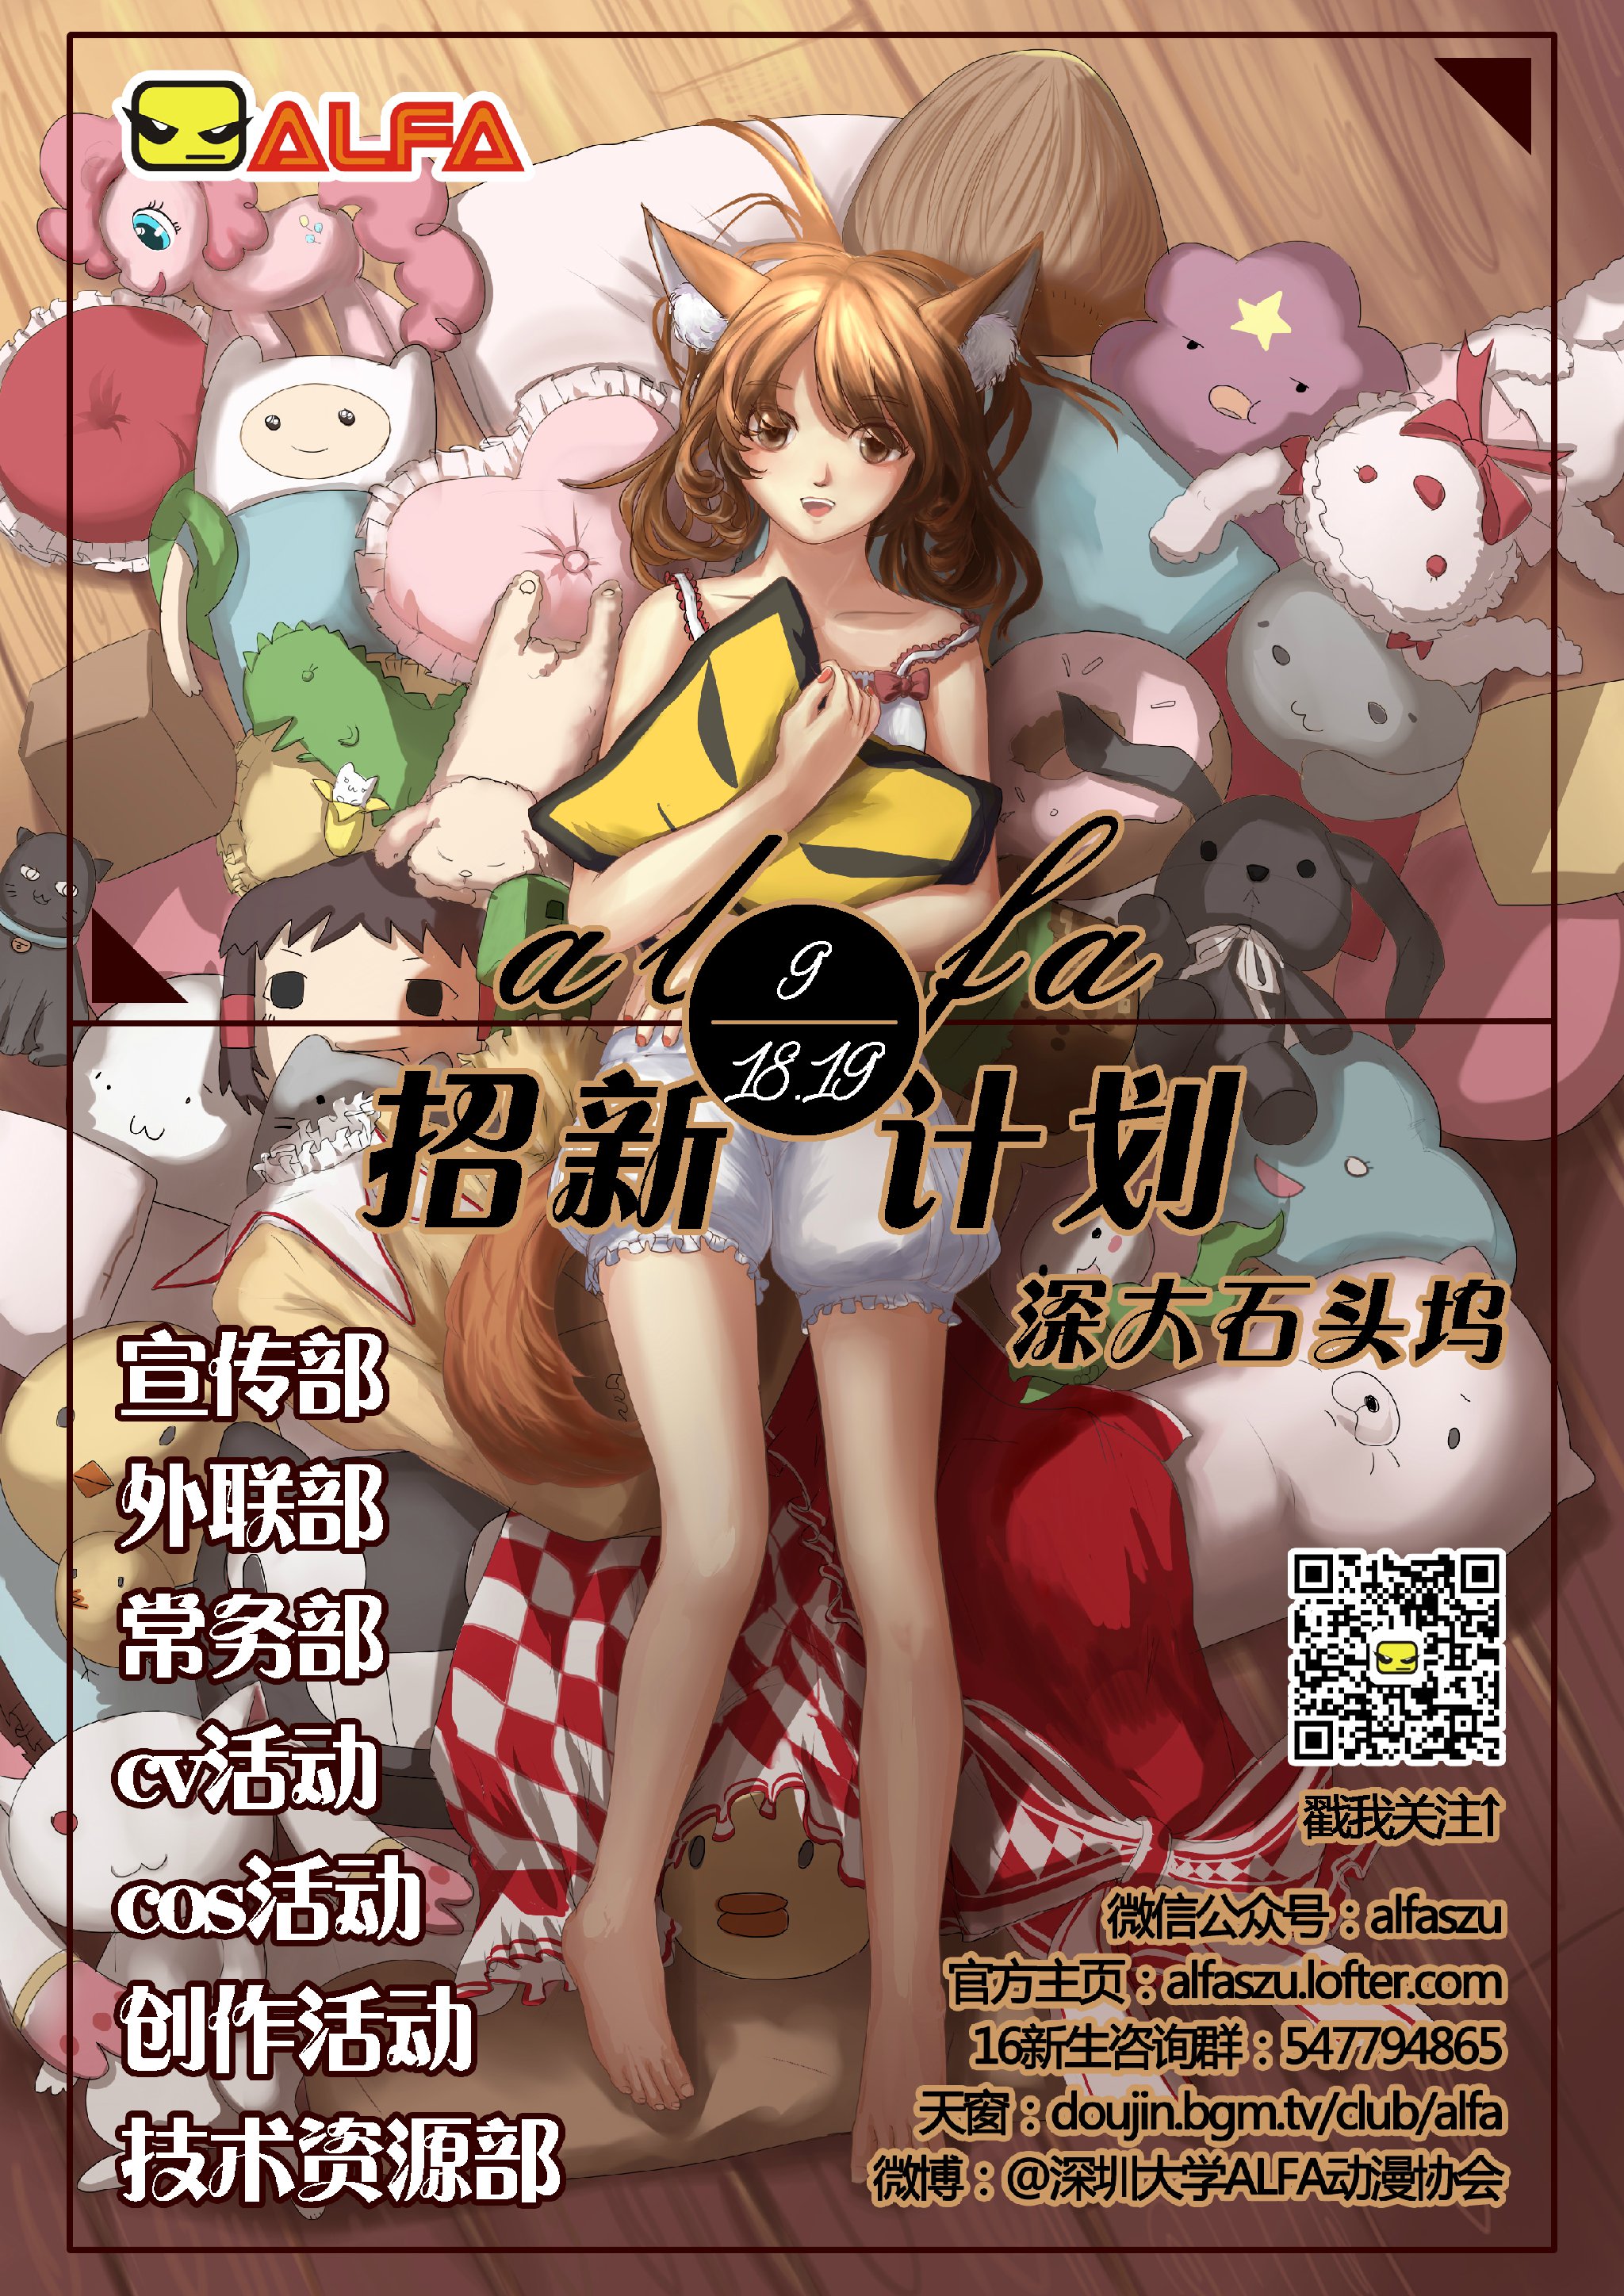 ALFA
alfa
9
18.19
招新计划
深大石头坞
宣传部
外联部
常务部
cv活动
cos活动
创作活动
技术资源部
戳我关注↑
微信公众号：alfaszu
官方主页：alfaszu.lofter.com
16新生咨询群：547794865
天窗：doujin.bgm.tv/club/alfa
微博：@深圳大学ALFA动漫协会